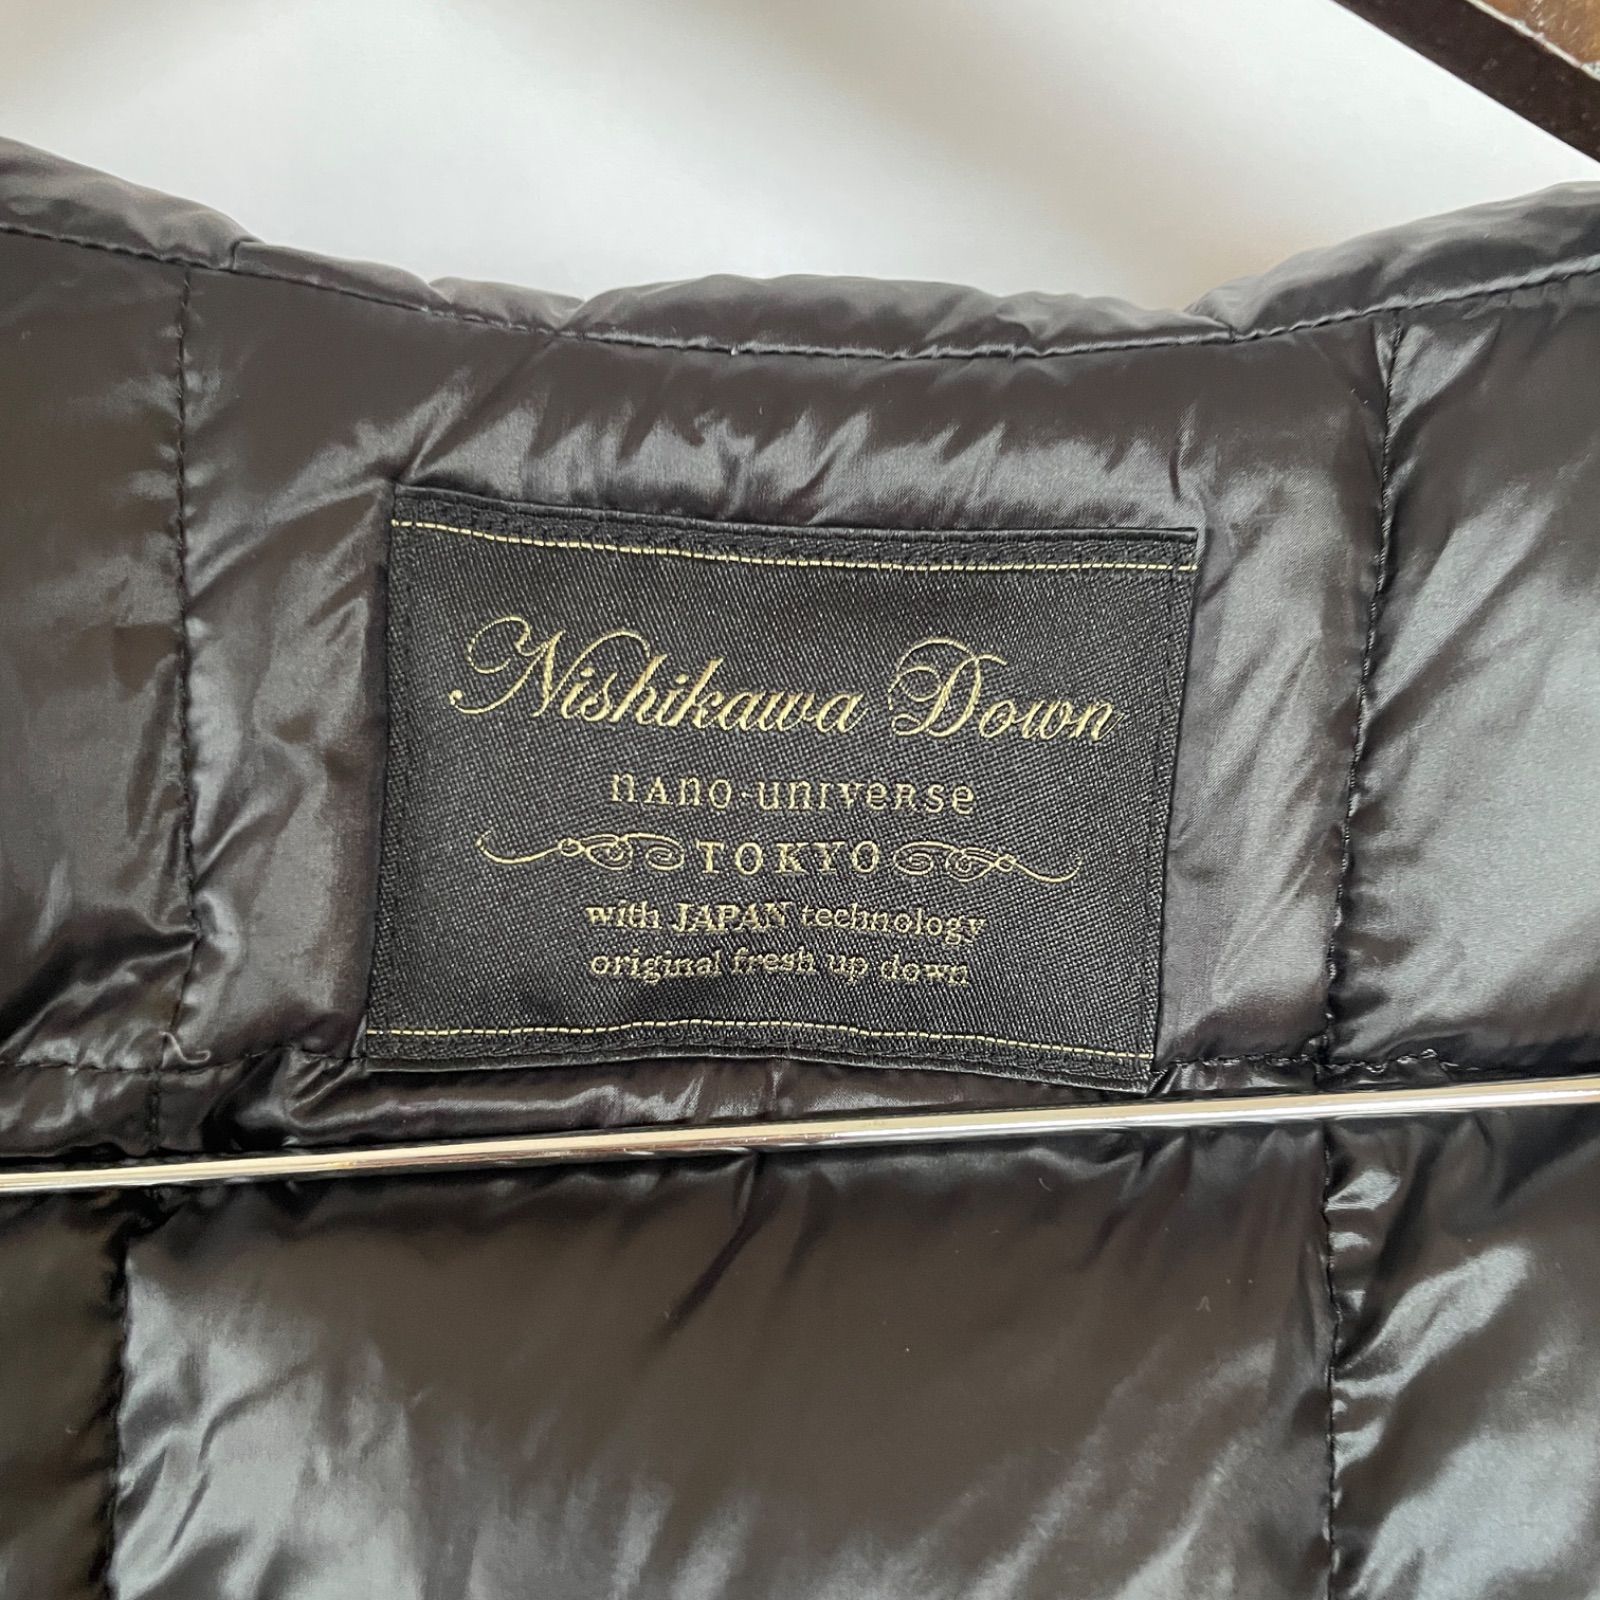 Nishikawa Down
nano·universe
TOKYO
with JAPAN technology
original fresh up down